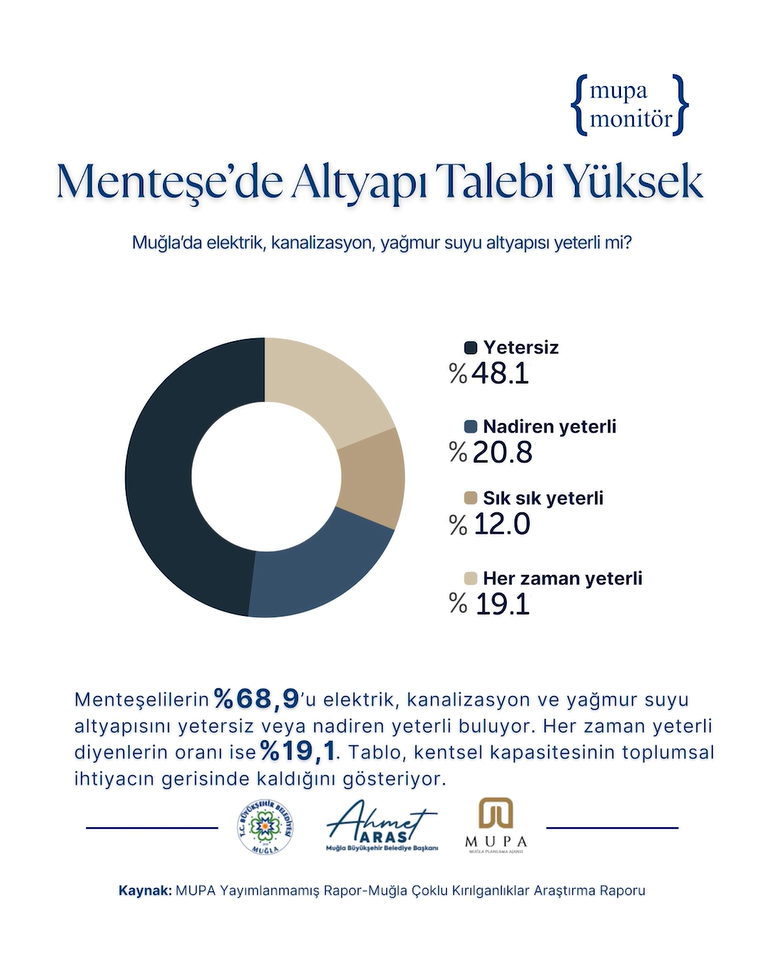 mupa
monitör
Menteşe’de Altyapı Talebi Yüksek
Muğla’da elektrik, kanalizasyon, yağmur suyu altyapısı yeterli mi?
Yetersiz
%48.1
Nadiren yeterli
%20.8
Sık sık yeterli
% 12.0
Her zaman yeterli
% 19.1
Menteşelilerin %68,9’u elektrik, kanalizasyon ve yağmur suyu
altyapısını yetersiz veya nadiren yeterli buluyor. Her zaman yeterli
diyenlerin oranı ise %19,1. Tablo, kentsel kapasitesinin toplumsal
ihtiyacın gerisinde kaldığını gösteriyor.
T.C. BÜYÜKŞEHİR BELEDİYESİ
MUĞLA
Ahmet
ARAS
Muğla Büyükşehir Belediye Başkanı
MUPA
MUĞLA PLANLAMA AJANSI
Kaynak: MUPA Yayımlanmamış Rapor-Muğla Çoklu Kırılganlıklar Araştırma Raporu